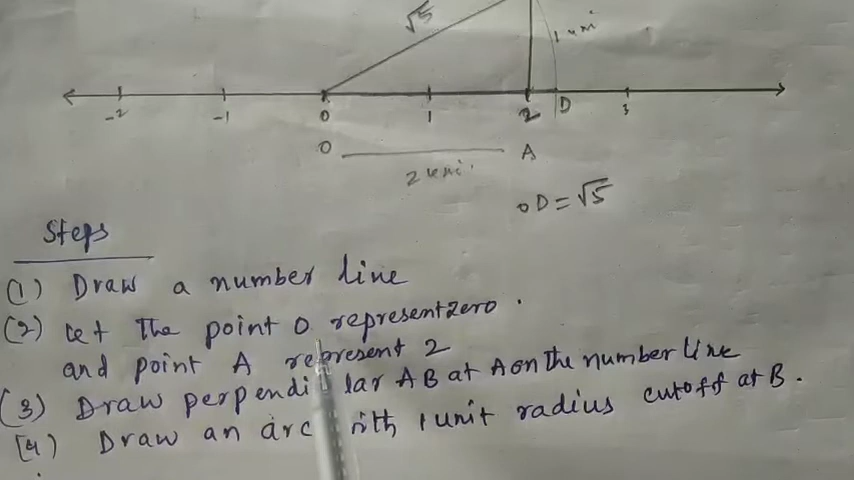 √5
1 uni
-2 -1 0 1 2 D 3
O A
2 uni.
OD = √5
Steps
(1) Draw a number line
(2) Let the point O represent zero.
and point A represent 2
(3) Draw perpendi lar AB at A on the number line
(4) Draw an arc with 1 unit radius cutoff at B.